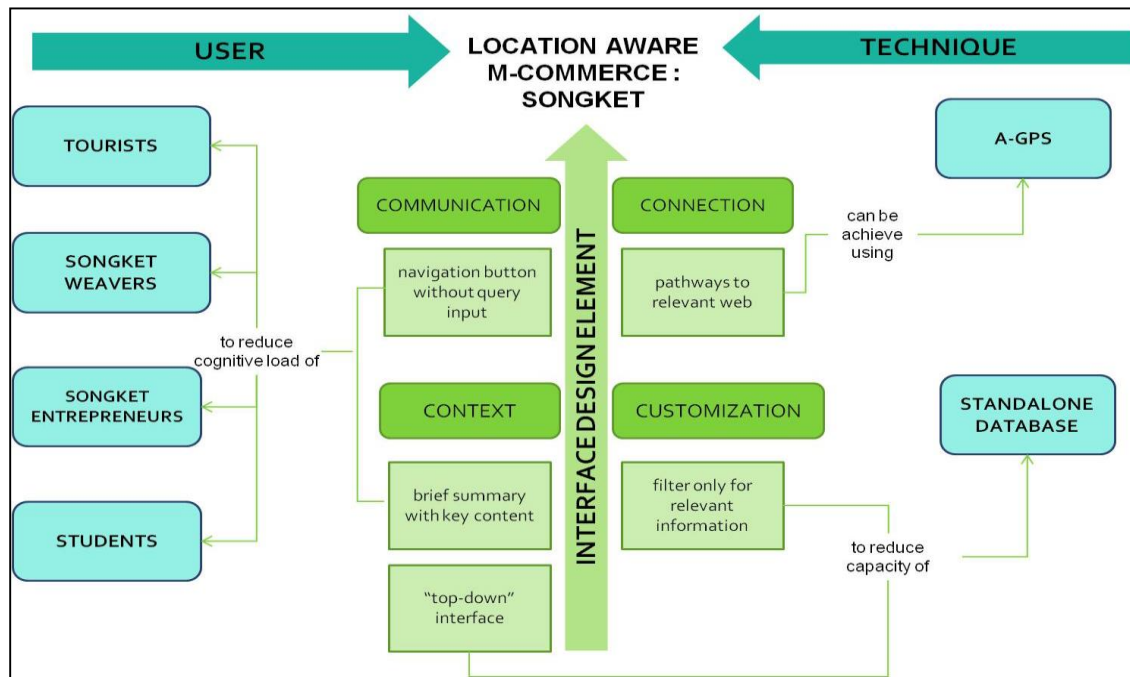 USER
LOCATION AWARE
M-COMMERCE :
SONGKET
TECHNIQUE
TOURISTS
SONGKET
WEAVERS
SONGKET
ENTREPRENEURS
STUDENTS
to reduce
cognitive load of
COMMUNICATION
navigation button
without query
input
CONTEXT
brief summary
with key content
"top-down"
interface
INTERFACE DESIGN ELEMENT
CONNECTION
pathways to
relevant web
CUSTOMIZATION
filter only for
relevant
information
can be
achieve
using
A-GPS
STANDALONE
DATABASE
to reduce
capacity of